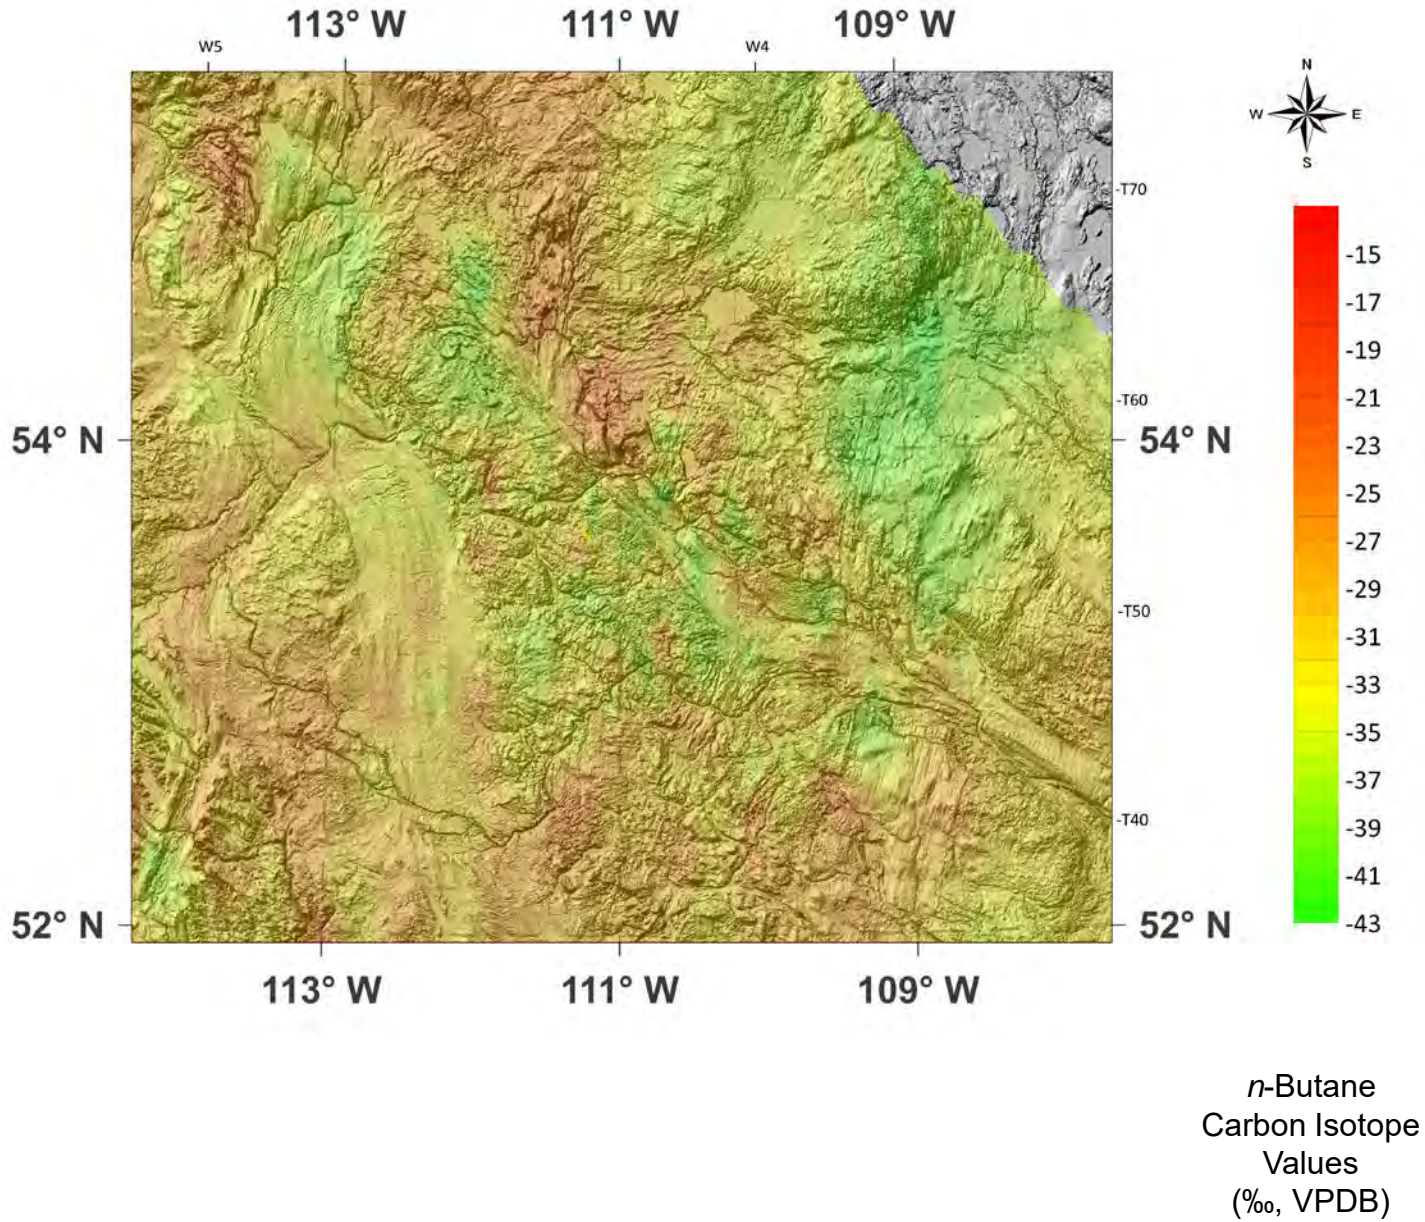 113° W 111° W 109° W
W5 W4
N
W E
S
-T70
-15
-17
-19
-21
-T60
54° N 54° N
-23
-25
-27
-29
-T50
-31
-33
-35
-37
-T40
-39
-41
52° N 52° N
-43
113° W 111° W 109° W
n-Butane
Carbon Isotope
Values
(‰, VPDB)